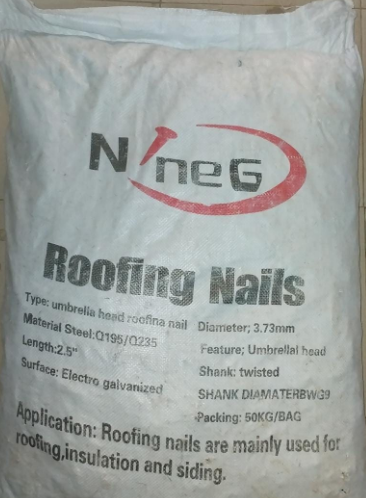 N'neG
Roofing Nails
Type: umbrella head roofina nail
Material Steel:Q195/Q235
Length:2.5"
Surface: Electro galvanized
Diameter; 3.73mm
Feature; Umbrellal head
Shank: twisted
SHANK DIAMATERBWG9
Packing: 50KG/BAG
Application: Roofing nails are mainly used for
roofing,insulation and siding.